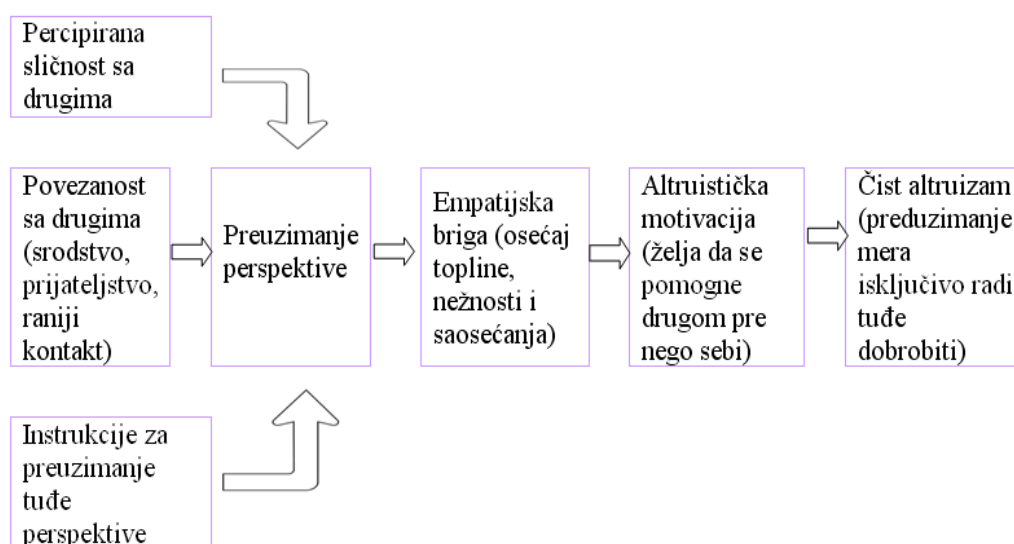 Percipirana
sličnost sa
drugima
Povezanost
sa drugima
(srodstvo,
prijateljstvo,
raniji
kontakt)
Preuzimanje
perspektive
Empatijska
briga (osećaj
topline,
nežnosti i
saosećanja)
Altruistička
motivacija
(želja da se
pomogne
drugom pre
nego sebi)
Čist altruizam
(preduzimanje
mera
isključivo radi
tuđe
dobrobiti)
Instrukcije za
preuzimanje
tuđe
perspektive